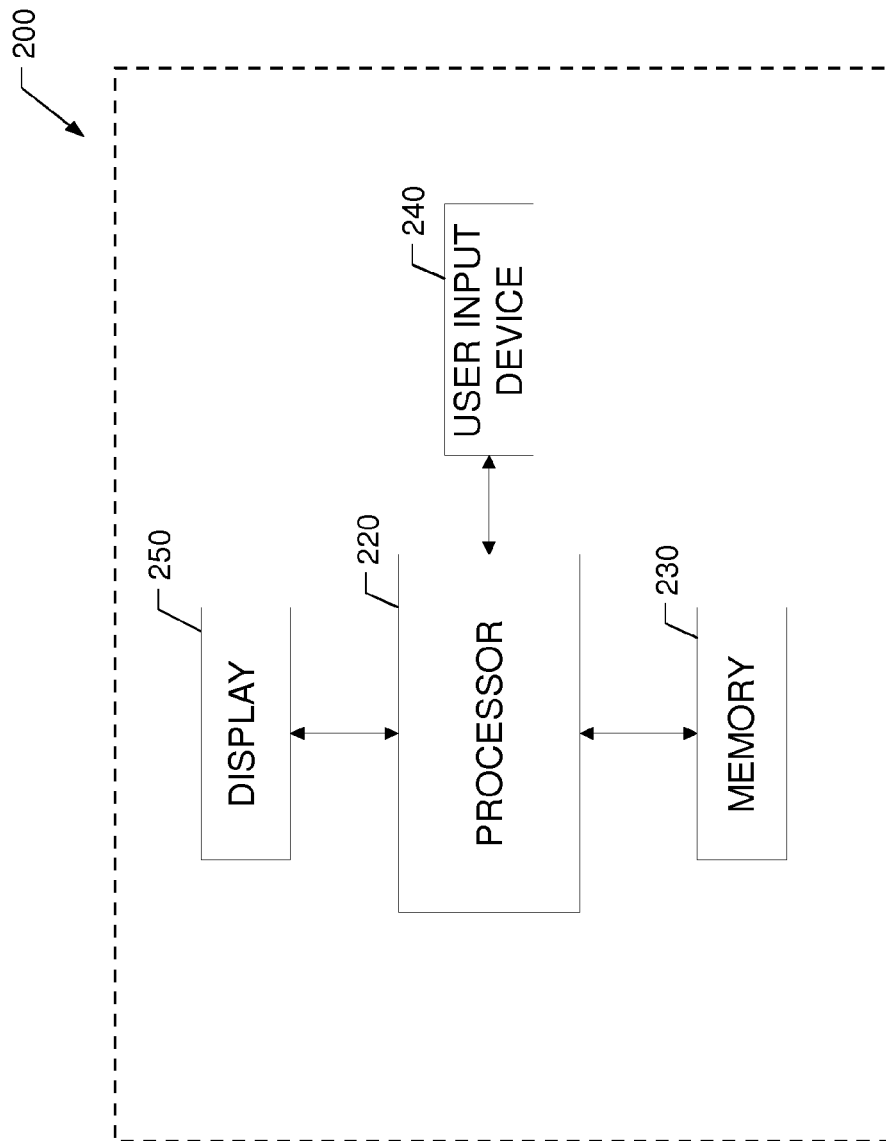 200
250
DISPLAY
220
PROCESSOR
240
USER INPUT
DEVICE
230
MEMORY